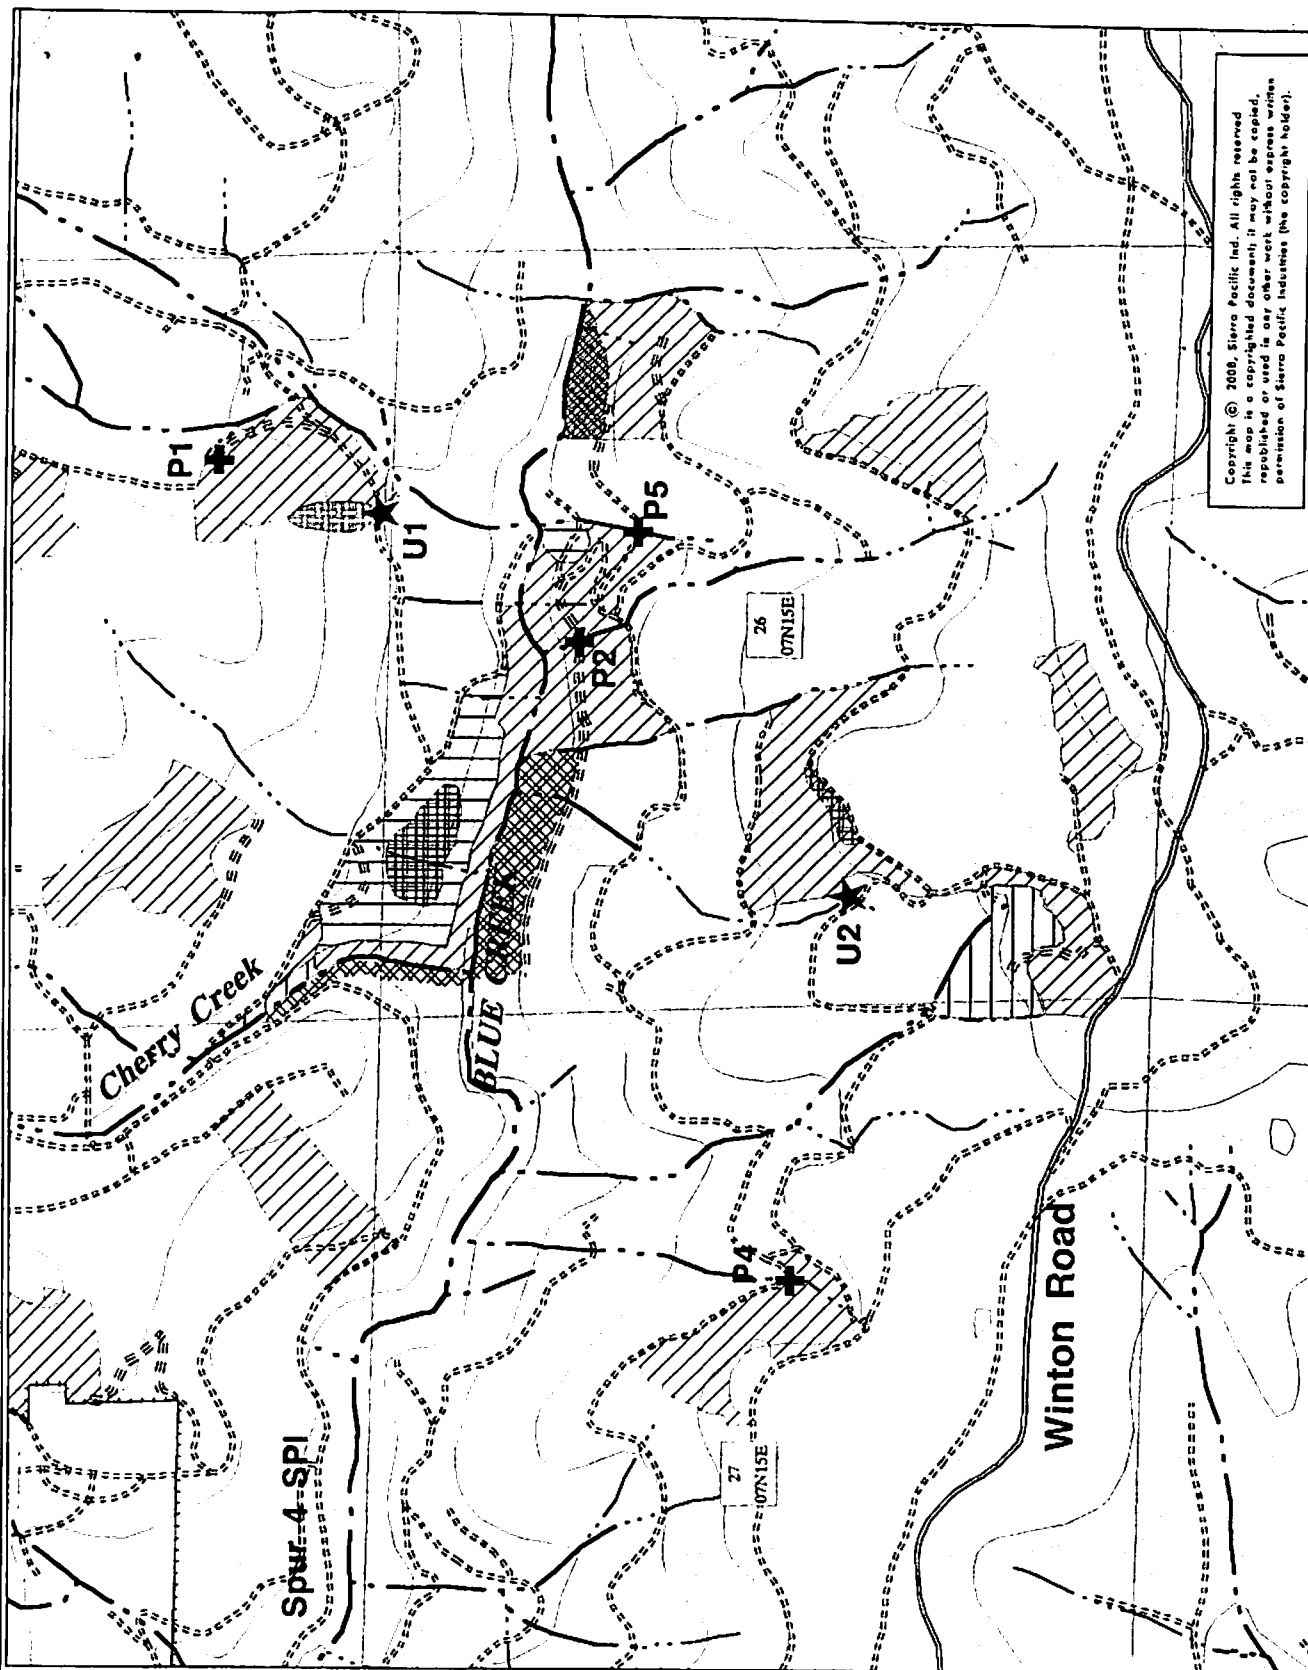 Copyright (C) 2008, Sierra Pacific Ind. All rights reserved
This map is a copyrighted document; it may not be copied,
republished or used in any other work without express written
permission of Sierra Pacific Industries (the copyright holder).
P1
U1
P5
P2
26
07N15E
U2
Cherry Creek
BLUE CREEK
P4
Winton Road
27
07N15E
Spur 4 SPI